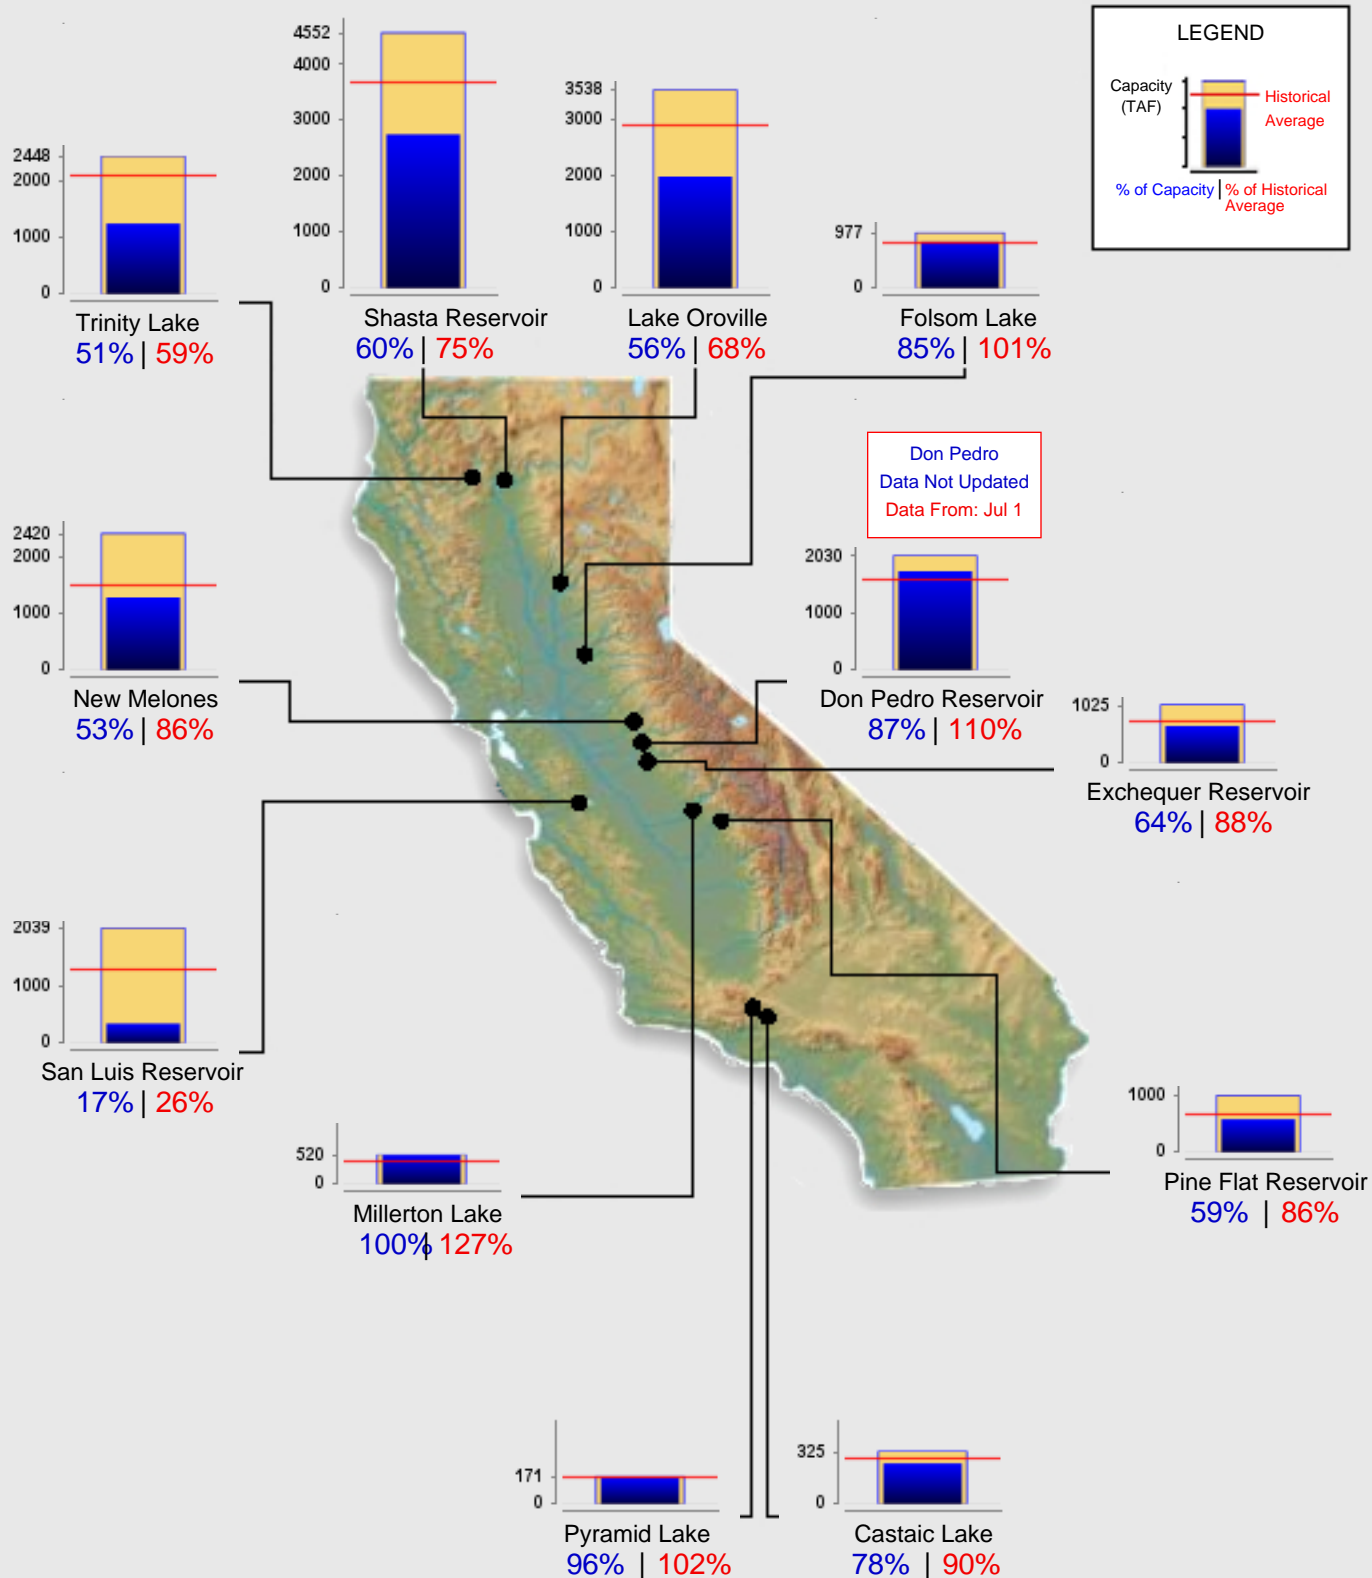 LEGEND
Capacity
(TAF)
Historical
Average
% of Capacity | % of Historical
Average
4552
4000
3000
2000
1000
0
Shasta Reservoir
60% | 75%
3538
3000
2000
1000
0
Lake Oroville
56% | 68%
2448
2000
1000
0
Trinity Lake
51% | 59%
977
0
Folsom Lake
85% | 101%
Don Pedro
Data Not Updated
Data From: Jul 1
2420
2000
1000
0
New Melones
53% | 86%
2030
1000
0
Don Pedro Reservoir
87% | 110%
1025
0
Exchequer Reservoir
64% | 88%
2039
1000
0
San Luis Reservoir
17% | 26%
520
0
Millerton Lake
100% | 127%
1000
0
Pine Flat Reservoir
59% | 86%
171
0
Pyramid Lake
96% | 102%
325
0
Castaic Lake
78% | 90%